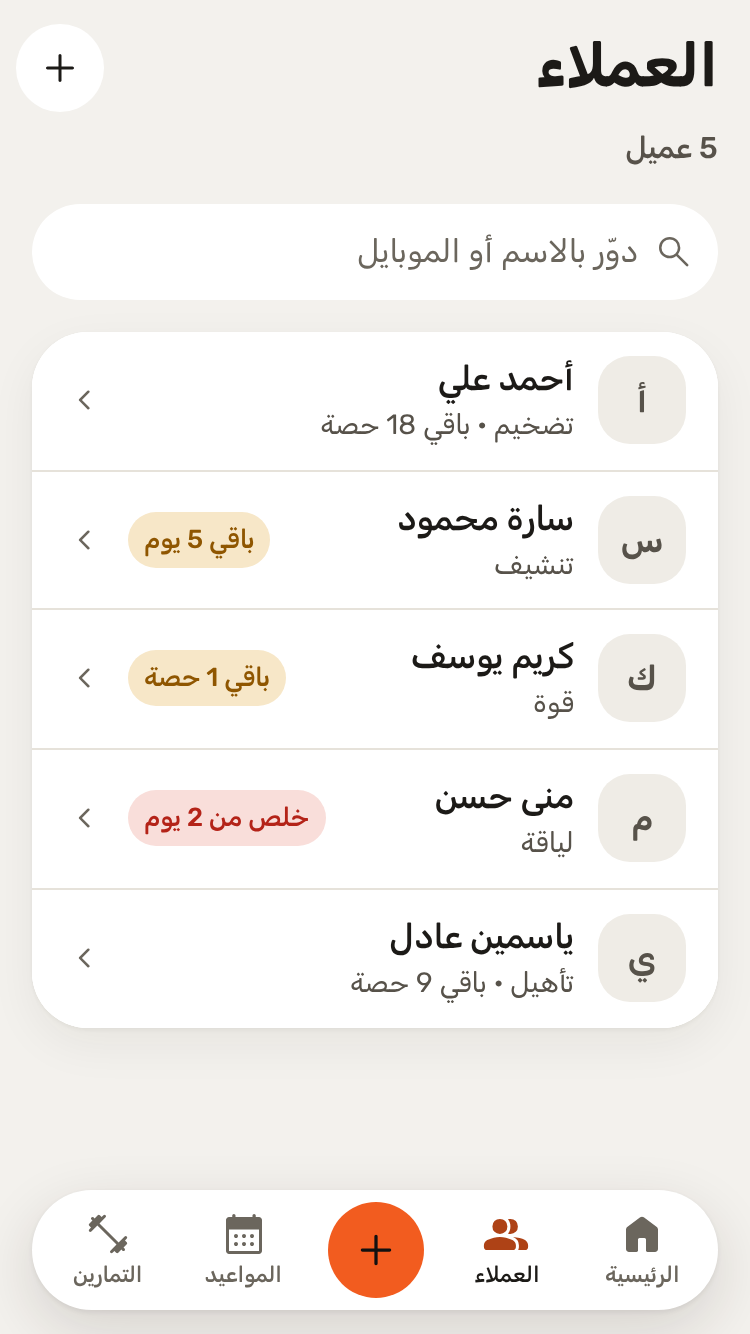 العملاء
5 عميل
دوّر بالاسم أو الموبايل
أ
أحمد علي
تضخيم • باقي 18 حصة
س
سارة محمود
تنشيف
باقي 5 يوم
ك
كريم يوسف
قوة
باقي 1 حصة
م
منى حسن
لياقة
خلص من 2 يوم
ي
ياسمين عادل
تأهيل • باقي 9 حصة
الرئيسية
العملاء
المواعيد
التمارين